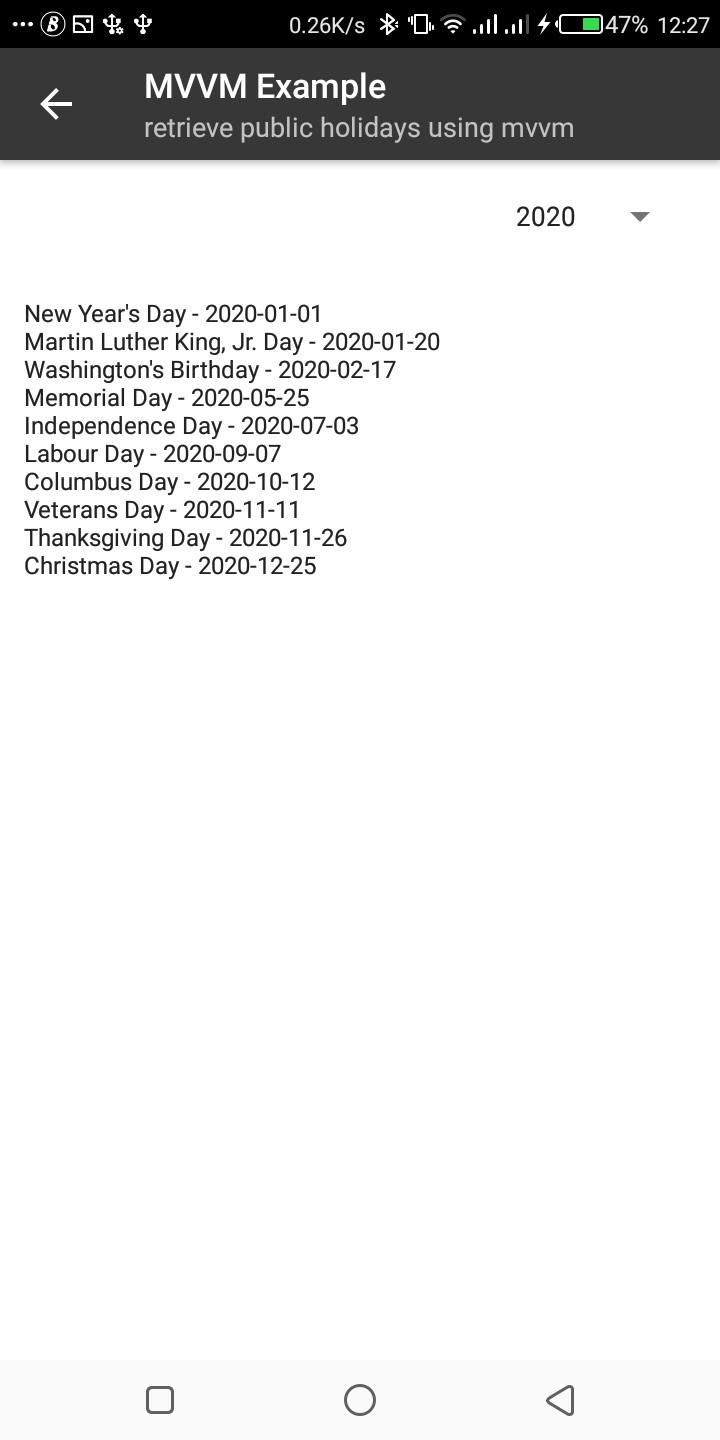 0.26K/s 47% 12:27
MVVM Example
retrieve public holidays using mvvm
2020
New Year's Day - 2020-01-01
Martin Luther King, Jr. Day - 2020-01-20
Washington's Birthday - 2020-02-17
Memorial Day - 2020-05-25
Independence Day - 2020-07-03
Labour Day - 2020-09-07
Columbus Day - 2020-10-12
Veterans Day - 2020-11-11
Thanksgiving Day - 2020-11-26
Christmas Day - 2020-12-25